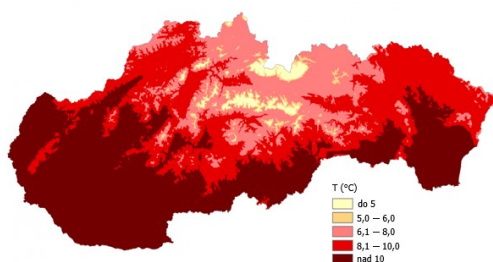 T (°C)
do 5
5,0 — 6,0
6,1 — 8,0
8,1 — 10,0
nad 10